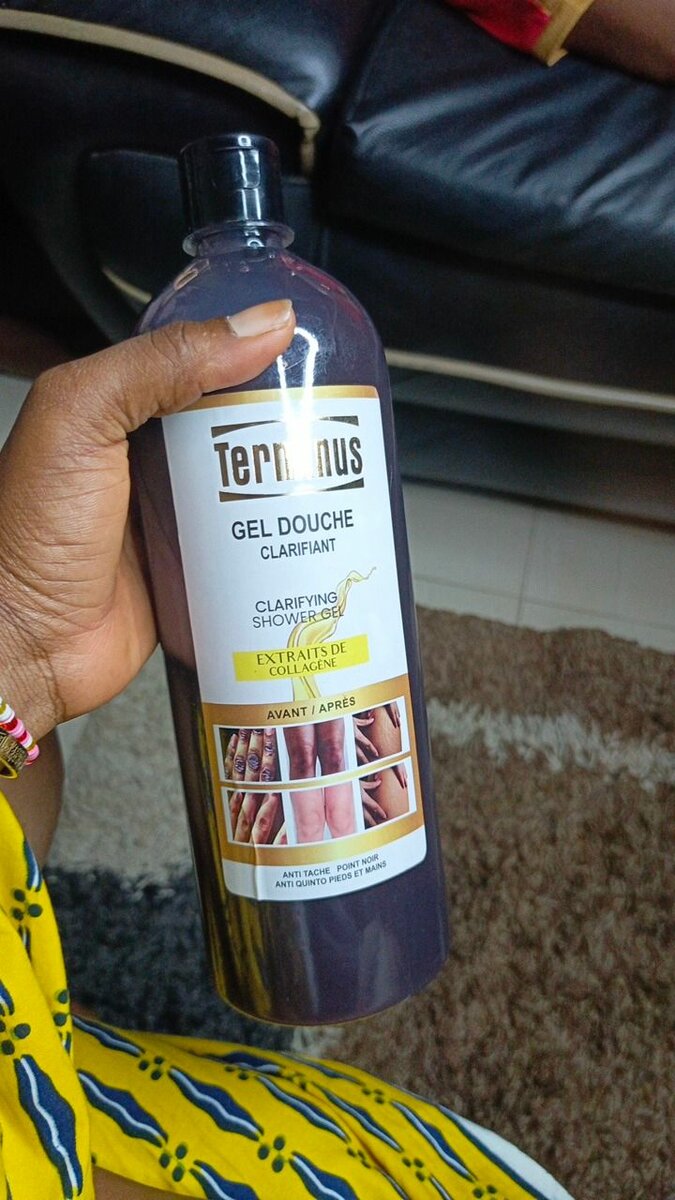 Terminus
GEL DOUCHE
CLARIFIANT
CLARIFYING
SHOWER GEL
EXTRAITS DE
COLLAGÈNE
AVANT / APRÈS
ANTI TACHE POINT NOIR
ANTI QUINTO PIEDS ET MAINS